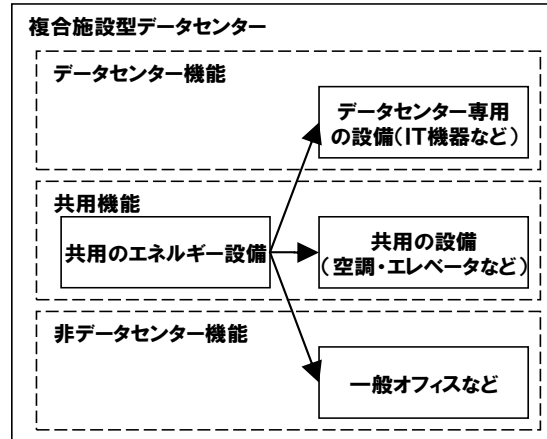 複合施設型データセンター
データセンター機能
データセンター専用
の設備(IT機器など)
共用機能
共用のエネルギー設備
共用の設備
(空調・エレベータなど)
非データセンター機能
一般オフィスなど